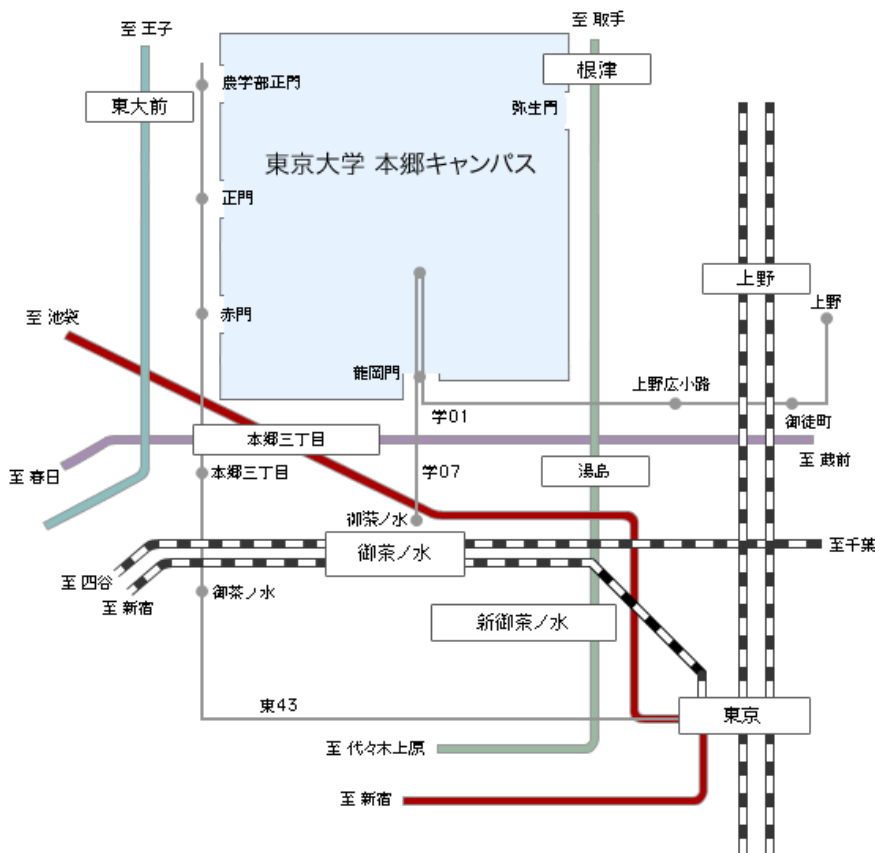 至 王子
至 取手
根津
農学部正門
東大前
弥生門
東京大学 本郷キャンパス
正門
上野
上野
至 池袋
赤門
龍岡門
上野広小路
学01
御徒町
本郷三丁目
至 蔵前
至 春日
本郷三丁目
学07
湯島
御茶ノ水
御茶ノ水
至千葉
至 四谷
至 新宿
御茶ノ水
新御茶ノ水
東43
東京
至 代々木上原
至 新宿